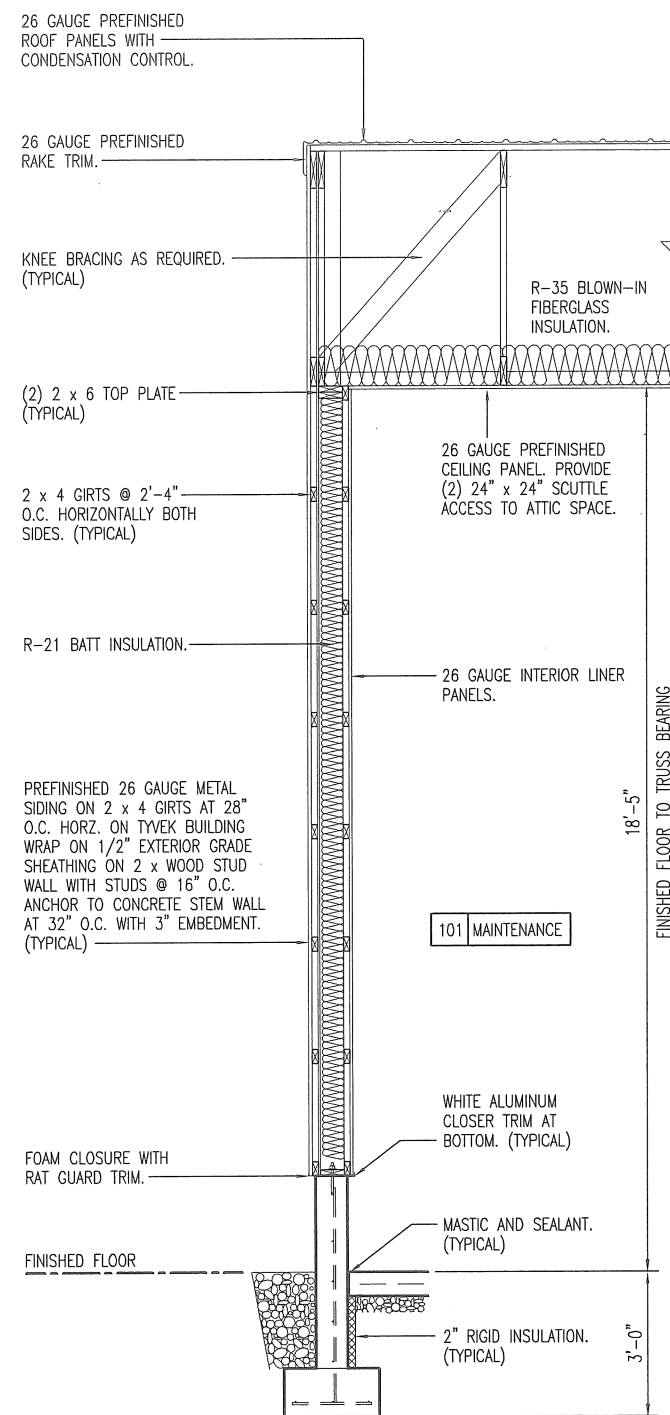 26 GAUGE PREFINISHED
ROOF PANELS WITH
CONDENSATION CONTROL.
26 GAUGE PREFINISHED
RAKE TRIM.
KNEE BRACING AS REQUIRED.
(TYPICAL)
R-35 BLOWN-IN
FIBERGLASS
INSULATION.
(2) 2 x 6 TOP PLATE
(TYPICAL)
26 GAUGE PREFINISHED
CEILING PANEL. PROVIDE
(2) 24" x 24" SCUTTLE
ACCESS TO ATTIC SPACE.
2 x 4 GIRTS @ 2'-4"
O.C. HORIZONTALLY BOTH
SIDES. (TYPICAL)
R-21 BATT INSULATION.
26 GAUGE INTERIOR LINER
PANELS.
18'-5"
FINISHED FLOOR TO TRUSS BEARING
PREFINISHED 26 GAUGE METAL
SIDING ON 2 x 4 GIRTS AT 28"
O.C. HORZ. ON TYVEK BUILDING
WRAP ON 1/2" EXTERIOR GRADE
SHEATHING ON 2 x WOOD STUD
WALL WITH STUDS @ 16" O.C.
ANCHOR TO CONCRETE STEM WALL
AT 32" O.C. WITH 3" EMBEDMENT.
(TYPICAL)
101 MAINTENANCE
WHITE ALUMINUM
CLOSER TRIM AT
BOTTOM. (TYPICAL)
FOAM CLOSURE WITH
RAT GUARD TRIM.
MASTIC AND SEALANT.
(TYPICAL)
FINISHED FLOOR
2" RIGID INSULATION.
(TYPICAL)
3'-0"